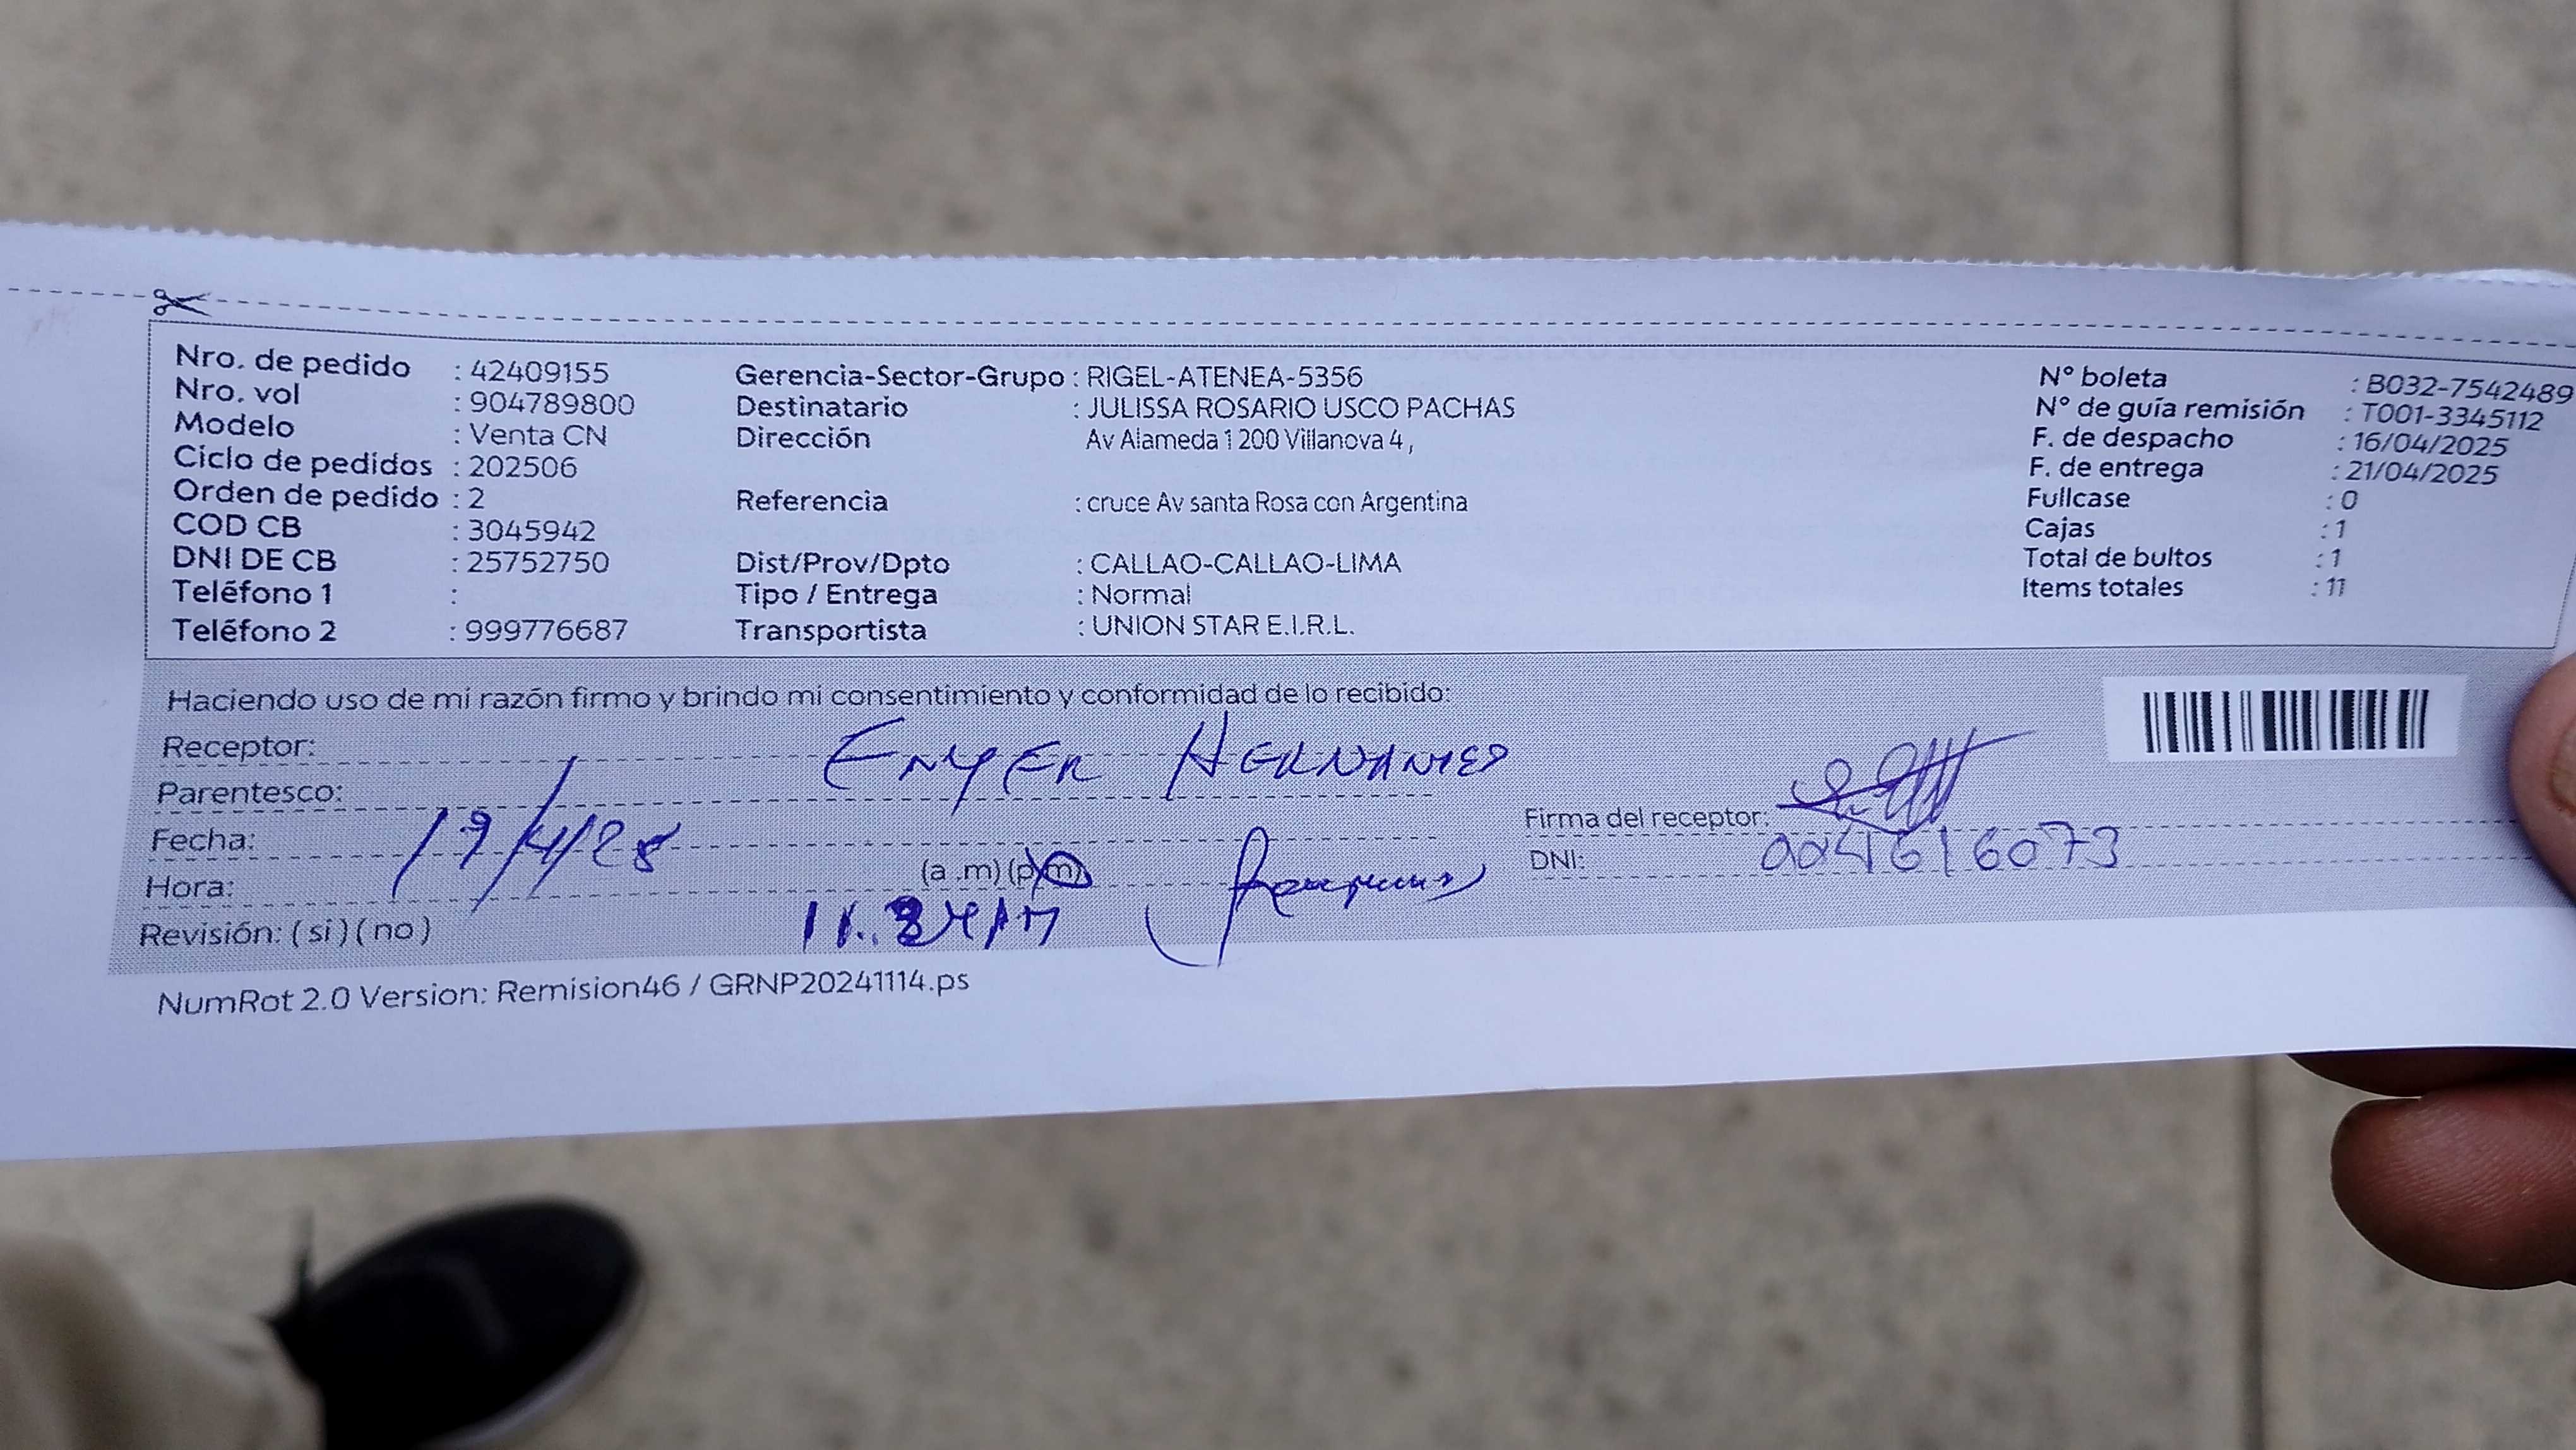 Nro. de pedido : 42409155
Nro. vol : 904789800
Modelo : Venta CN
Ciclo de pedidos : 202506
Orden de pedido : 2
COD CB : 3045942
DNI DE CB : 25752750
Teléfono 1 :
Teléfono 2 : 999776687
Gerencia-Sector-Grupo : RIGEL-ATENEA-5356
Destinatario : JULISSA ROSARIO USCO PACHAS
Dirección Av Alameda 1 200 Villanova 4 ,
Referencia : cruce Av santa Rosa con Argentina
Dist/Prov/Dpto : CALLAO-CALLAO-LIMA
Tipo / Entrega : Normal
Transportista : UNION STAR E.I.R.L.
N° boleta : B032-7542489
N° de guía remisión : T001-3345112
F. de despacho : 16/04/2025
F. de entrega : 21/04/2025
Fullcase : 0
Cajas : 1
Total de bultos : 1
Items totales : 11
Haciendo uso de mi razón firmo y brindo mi consentimiento y conformidad de lo recibido:
Receptor: ENYER HERNANDES
Parentesco:
Fecha:
Hora: (a .m) (p.m)
Revisión: ( si ) ( no )
Firma del receptor:
DNI:
NumRot 2.0 Version: Remision46 / GRNP20241114.ps